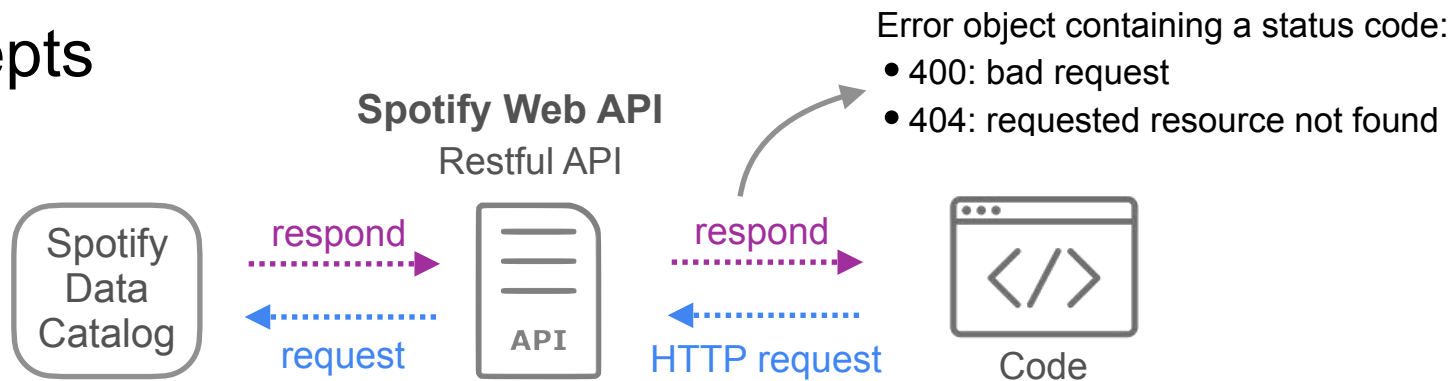 epts
Error object containing a status code:
• 400: bad request
• 404: requested resource not found
Spotify Web API
Restful API
Spotify
Data
Catalog
respond
request
API
respond
HTTP request
</>
Code